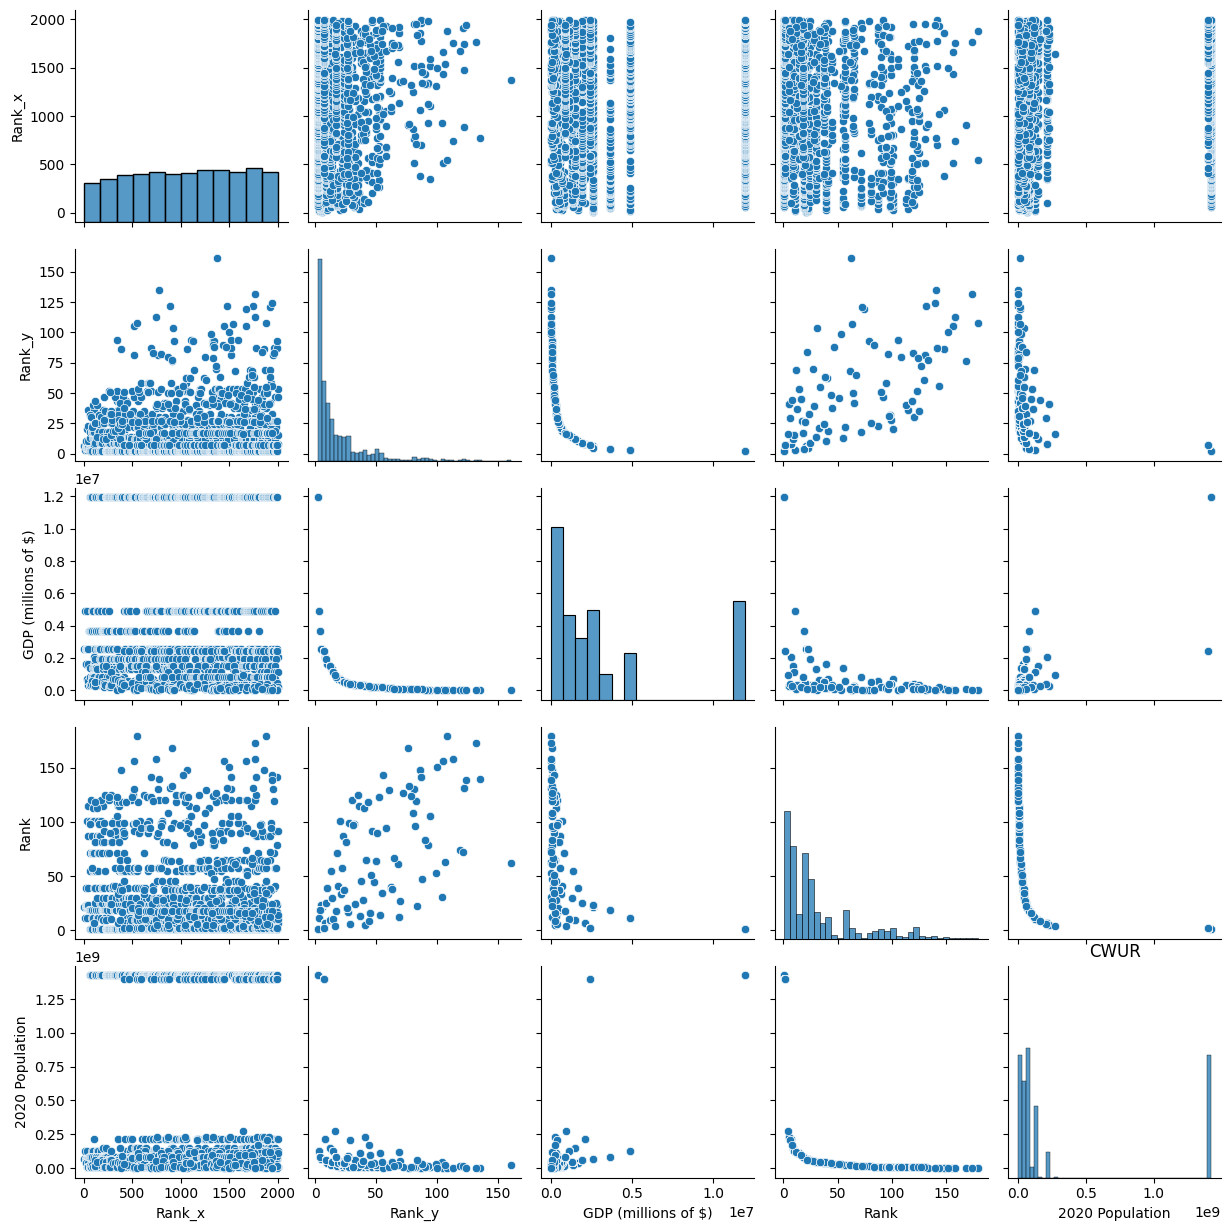 2000
1500
1000
500
0
Rank_x
150
125
100
75
50
25
0
Rank_y
1e7
1.2
1.0
0.8
0.6
0.4
0.2
0.0
GDP (millions of $)
150
100
50
0
Rank
CWUR
1e9
1.25
1.00
0.75
0.50
0.25
0.00
2020 Population
0 500 1000 1500 2000
Rank_x
0 50 100 150
Rank_y
0.0 0.5 1.0
GDP (millions of $) 1e7
0 50 100 150
Rank
0.0 0.5 1.0
2020 Population 1e9